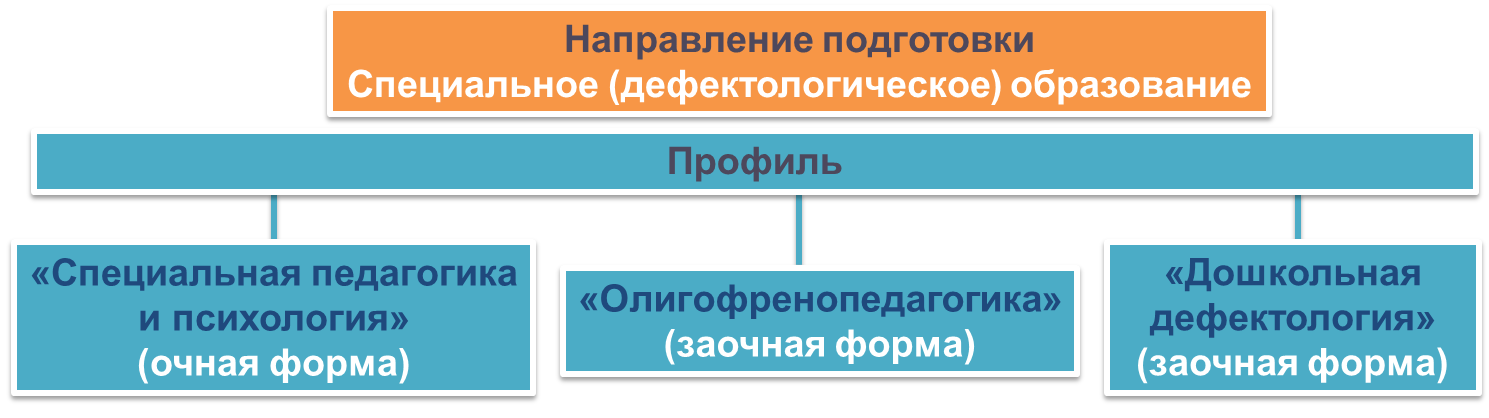 Направление подготовки
Специальное (дефектологическое) образование
Профиль
«Специальная педагогика
и психология»
(очная форма)
«Олигофренопедагогика»
(заочная форма)
«Дошкольная
дефектология»
(заочная форма)